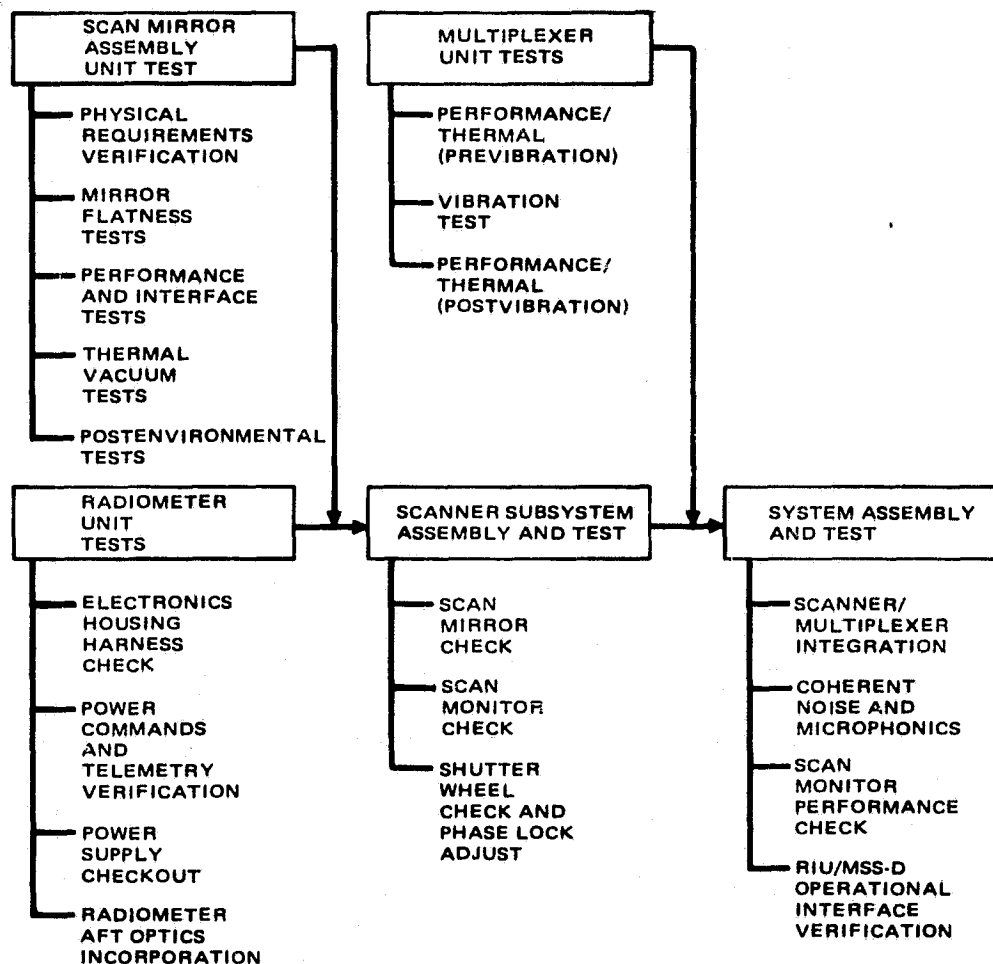 SCAN MIRROR
ASSEMBLY
UNIT TEST
PHYSICAL
REQUIREMENTS
VERIFICATION
MIRROR
FLATNESS
TESTS
PERFORMANCE
AND INTERFACE
TESTS
THERMAL
VACUUM
TESTS
POSTENVIRONMENTAL
TESTS
MULTIPLEXER
UNIT TESTS
PERFORMANCE/
THERMAL
(PREVIBRATION)
VIBRATION
TEST
PERFORMANCE/
THERMAL
(POSTVIBRATION)
RADIOMETER
UNIT
TESTS
ELECTRONICS
HOUSING
HARNESS
CHECK
POWER
COMMANDS
AND
TELEMETRY
VERIFICATION
POWER
SUPPLY
CHECKOUT
RADIOMETER
AFT OPTICS
INCORPORATION
SCANNER SUBSYSTEM
ASSEMBLY AND TEST
SCAN
MIRROR
CHECK
SCAN
MONITOR
CHECK
SHUTTER
WHEEL
CHECK AND
PHASE LOCK
ADJUST
SYSTEM ASSEMBLY
AND TEST
SCANNER/
MULTIPLEXER
INTEGRATION
COHERENT
NOISE AND
MICROPHONICS
SCAN
MONITOR
PERFORMANCE
CHECK
RIU/MSS-D
OPERATIONAL
INTERFACE
VERIFICATION